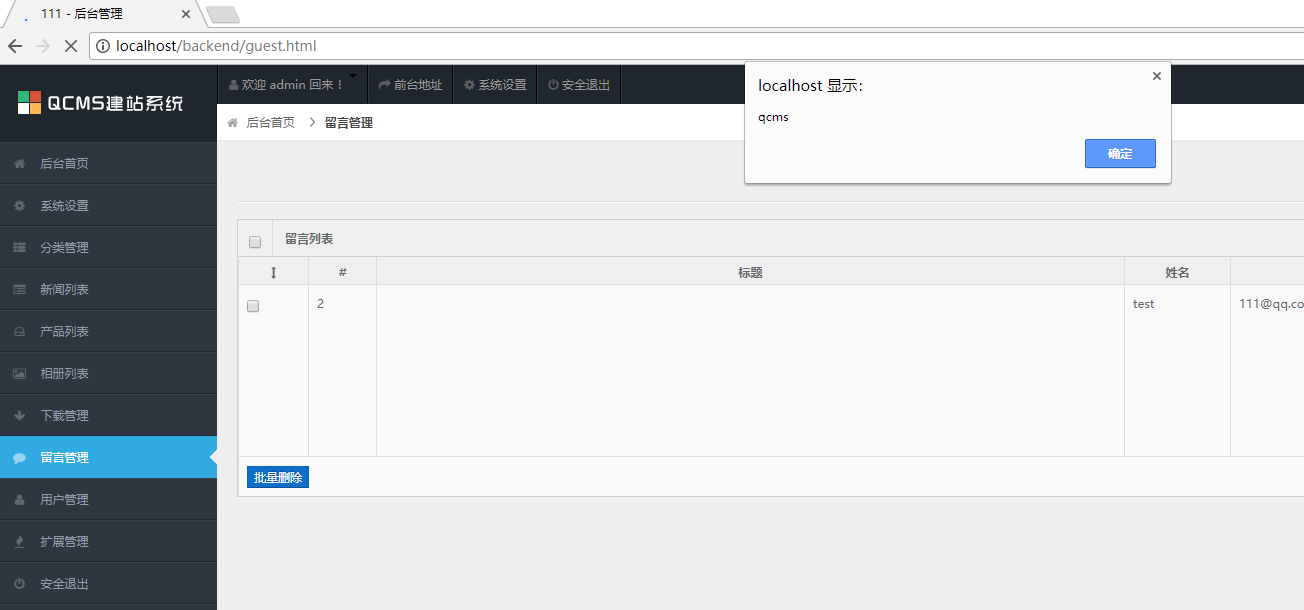 111 - 后台管理
localhost/backend/guest.html
QCMS建站系统
欢迎 admin 回来！
前台地址
系统设置
安全退出
localhost 显示：
qcms
确定
后台首页
留言管理
后台首页
系统设置
分类管理
新闻列表
产品列表
相册列表
下载管理
留言管理
用户管理
扩展管理
安全退出
留言列表
# 标题 姓名
2 test 111@qq.co
批量删除